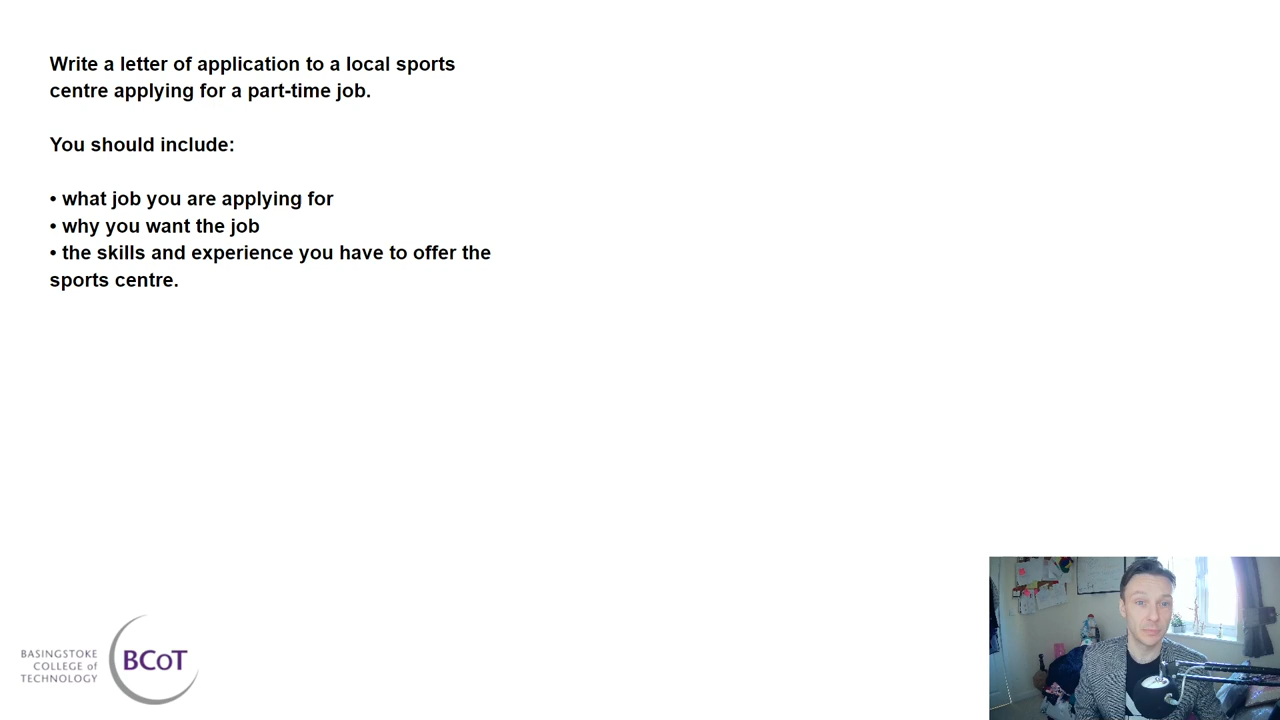 Write a letter of application to a local sports
centre applying for a part-time job.
You should include:
• what job you are applying for
• why you want the job
• the skills and experience you have to offer the
sports centre.
BASINGSTOKE
COLLEGE of
TECHNOLOGY
BCoT